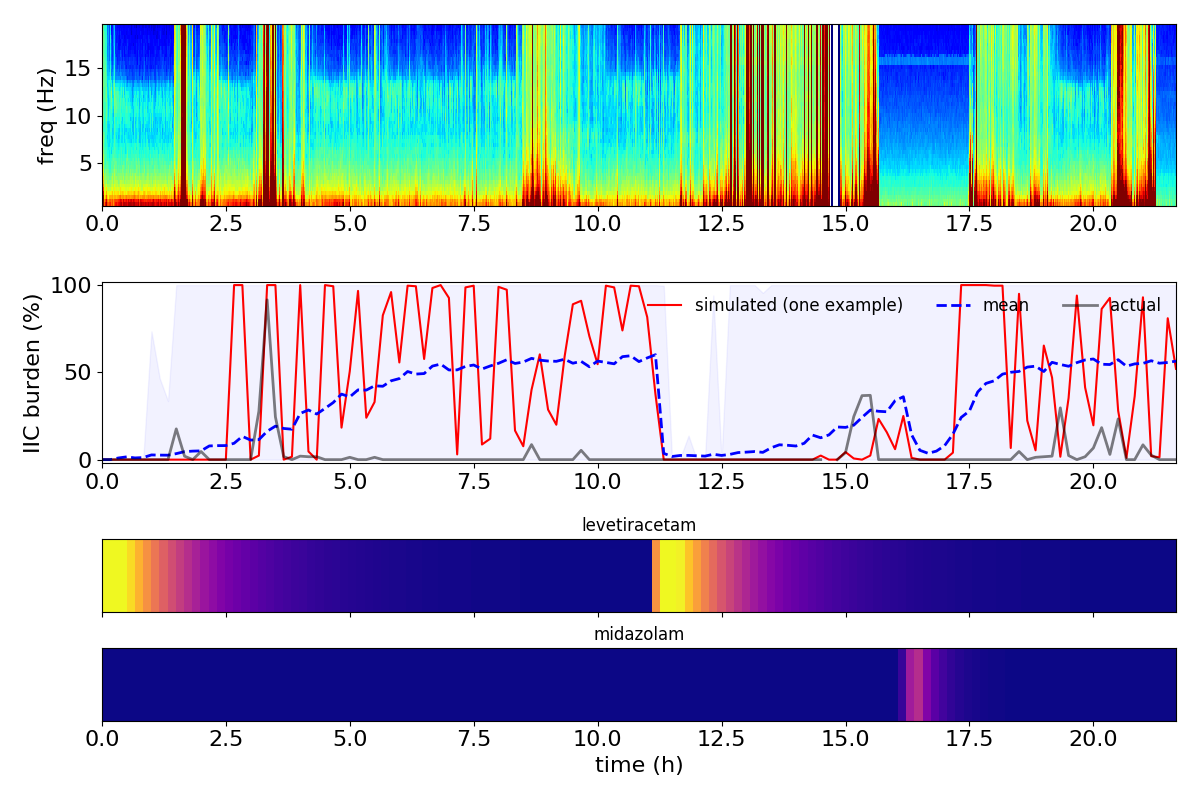 freq (Hz)
15
10
5
0.0 2.5 5.0 7.5 10.0 12.5 15.0 17.5 20.0
IIC burden (%)
100
50
0
simulated (one example) mean actual
0.0 2.5 5.0 7.5 10.0 12.5 15.0 17.5 20.0
levetiracetam
midazolam
0.0 2.5 5.0 7.5 10.0 12.5 15.0 17.5 20.0
time (h)